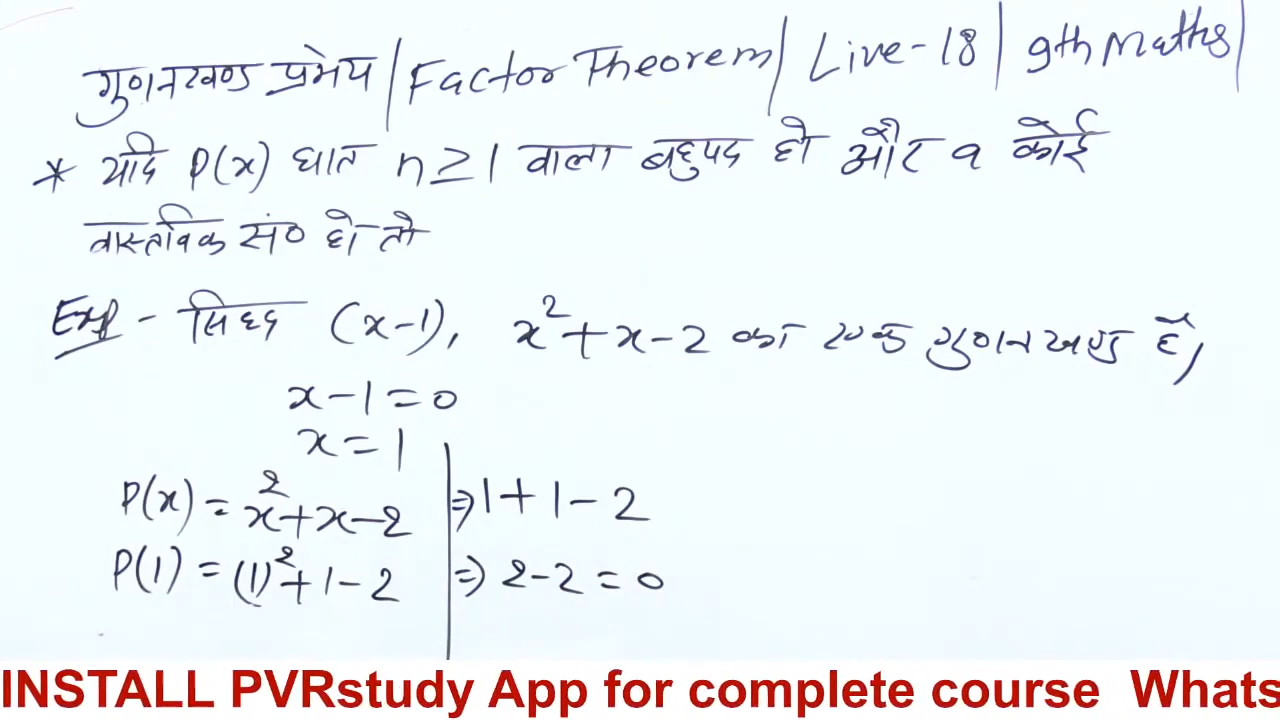 गुणनखण्ड प्रमेय | Factor Theorem | Live-18 | 9th Maths |
* यदि P(x) घात n ≥ 1 वाला बहुपद हो और a कोई
वास्तविक सं० हो तो
Exp - सिद्ध (x-1), x²+x-2 का एक गुणनखण्ड है,
x-1=0
x=1
P(x) = x²+x-2
P(1) = (1)²+1-2
⇒ 1+1-2
⇒ 2-2=0
INSTALL PVRstudy App for complete course Whats